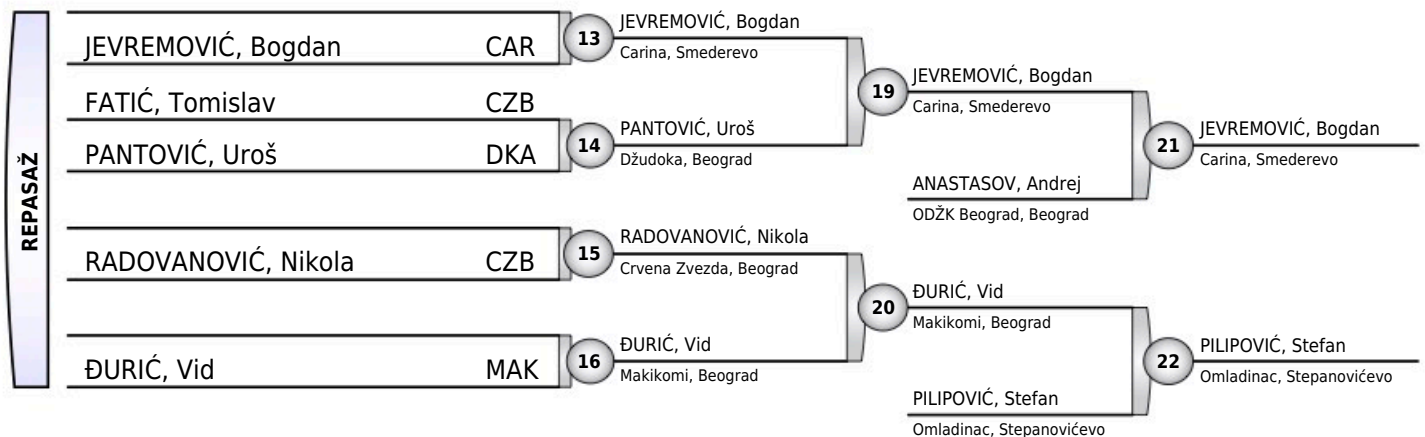 REPASAŽ
JEVREMOVIĆ, Bogdan CAR
FATIĆ, Tomislav CZB
PANTOVIĆ, Uroš DKA
RADOVANOVIĆ, Nikola CZB
ĐURIĆ, Vid MAK
13
JEVREMOVIĆ, Bogdan
Carina, Smederevo
14
PANTOVIĆ, Uroš
Džudoka, Beograd
15
RADOVANOVIĆ, Nikola
Crvena Zvezda, Beograd
16
ĐURIĆ, Vid
Makikomi, Beograd
19
JEVREMOVIĆ, Bogdan
Carina, Smederevo
ANASTASOV, Andrej
ODŽK Beograd, Beograd
20
ĐURIĆ, Vid
Makikomi, Beograd
PILIPOVIĆ, Stefan
Omladinac, Stepanovićevo
21
JEVREMOVIĆ, Bogdan
Carina, Smederevo
22
PILIPOVIĆ, Stefan
Omladinac, Stepanovićevo